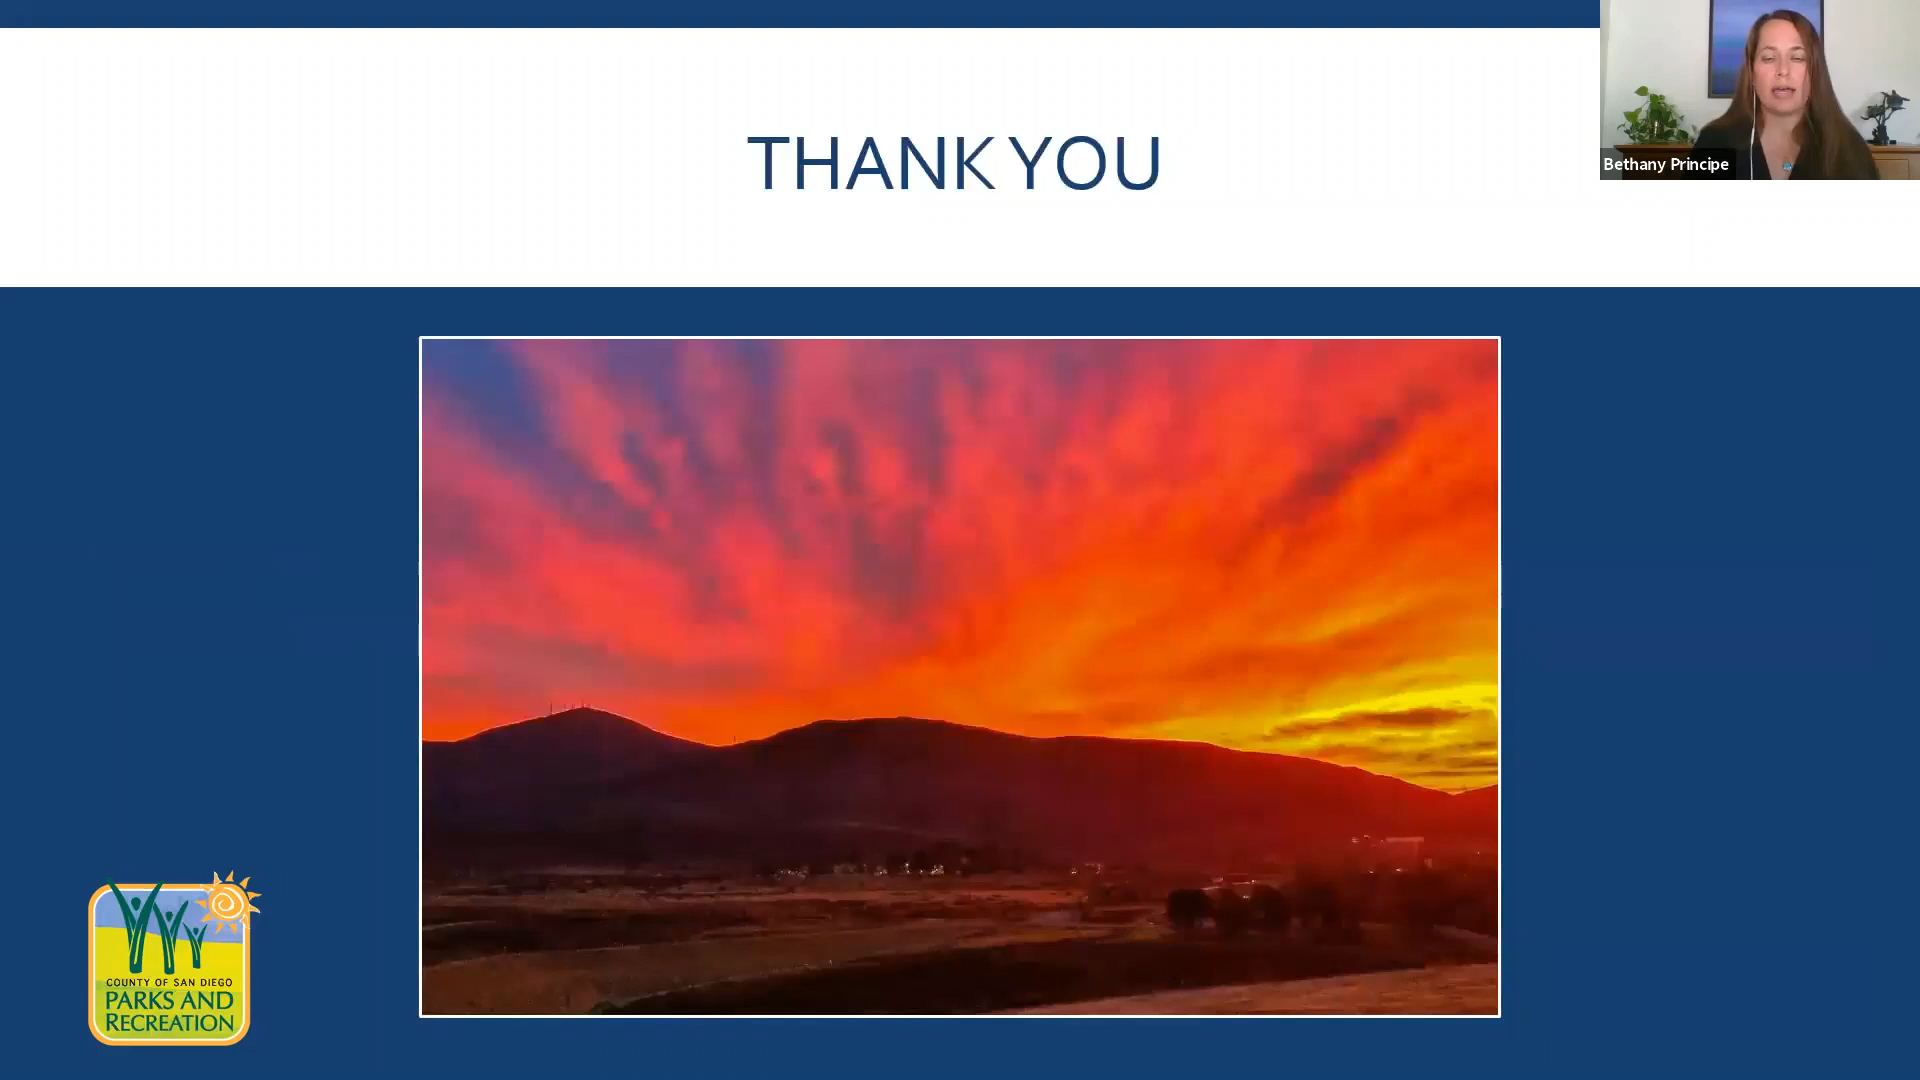 THANK YOU
Bethany Principe
COUNTY OF SAN DIEGO
PARKS AND
RECREATION